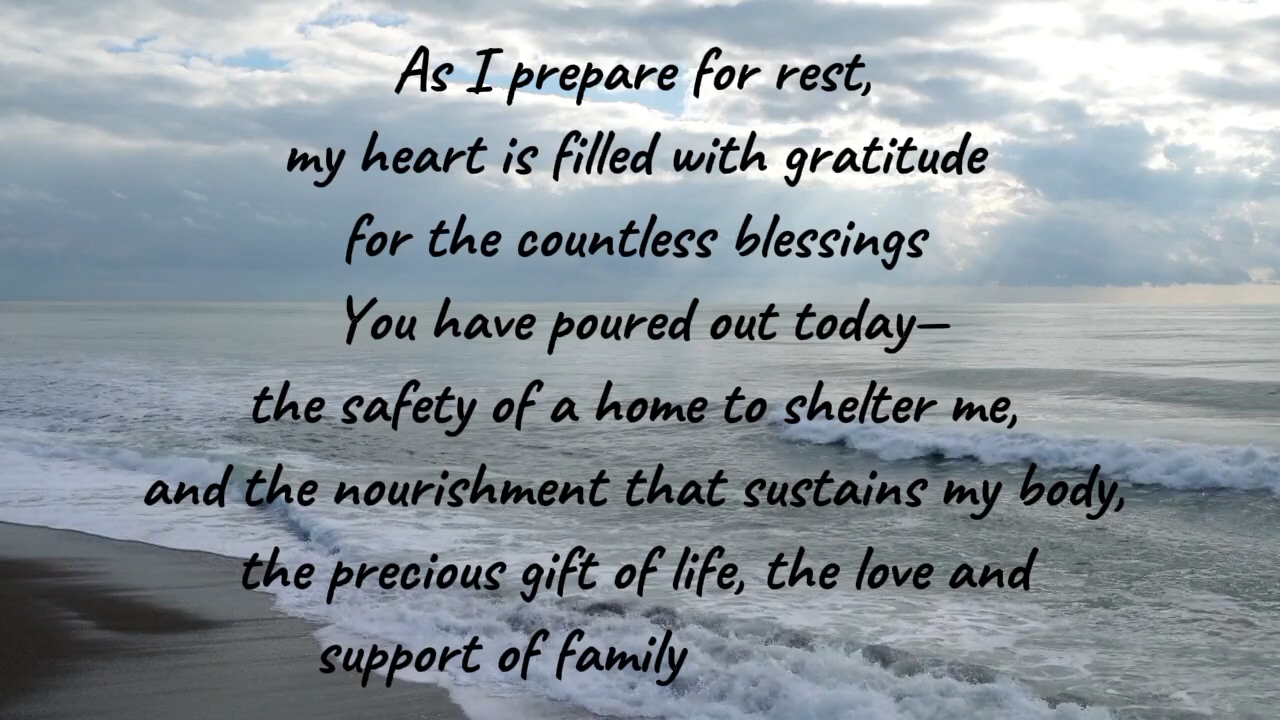 As I prepare for rest,
my heart is filled with gratitude
for the countless blessings
You have poured out today—
the safety of a home to shelter me,
and the nourishment that sustains my body,
the precious gift of life, the love and
support of family